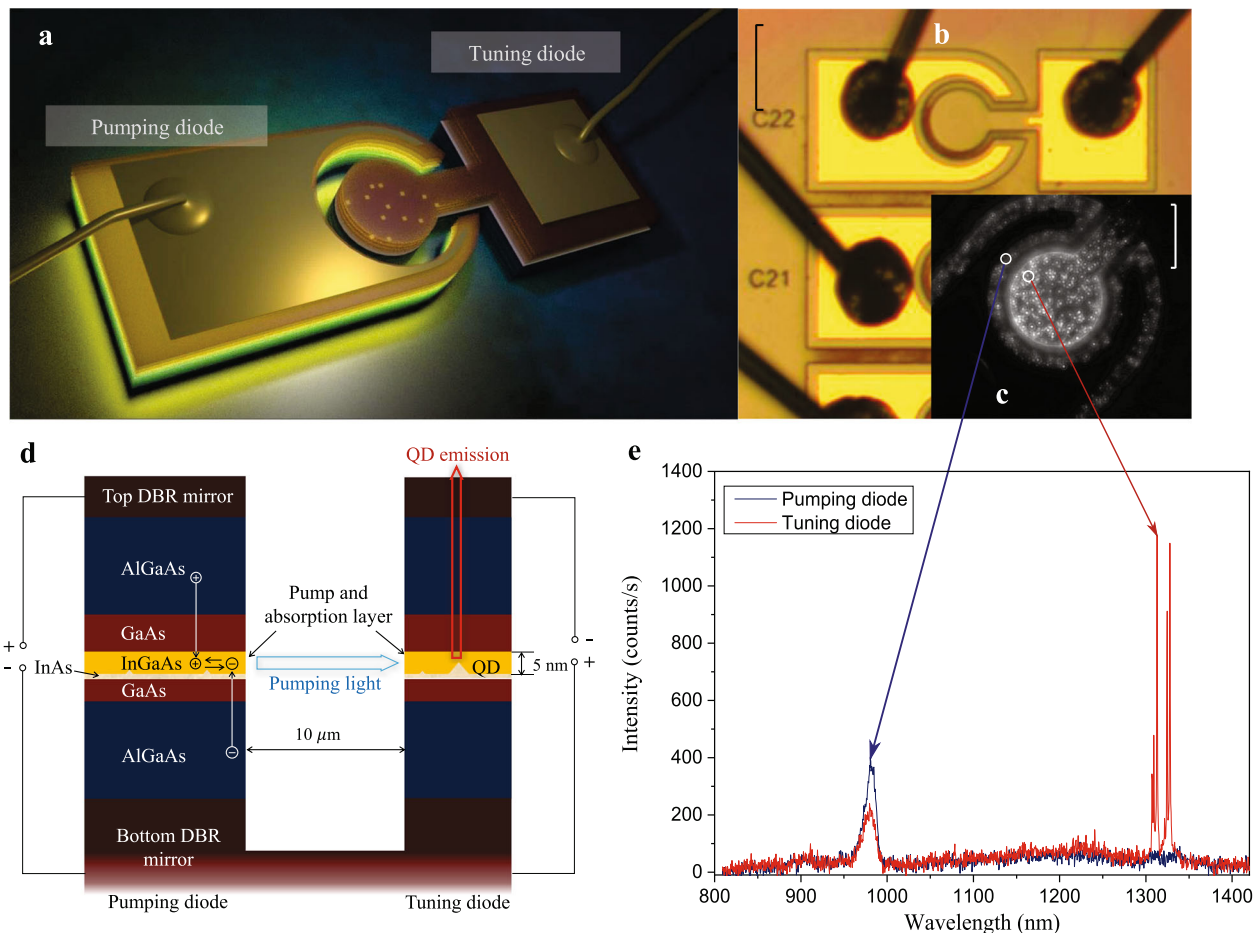 a
Tuning diode
Pumping diode
b
C22
C21
c
d
QD emission
Top DBR mirror
AlGaAs
Pump and
absorption layer
GaAs
+
-
-
+
InAs
InGaAs
+
-
QD
5 nm
Pumping light
GaAs
10 μm
AlGaAs
-
+
Bottom DBR
mirror
Pumping diode
Tuning diode
e
1400
1200
1000
800
600
400
200
0
Intensity (counts/s)
Pumping diode
Tuning diode
800
900
1000
1100
1200
1300
1400
Wavelength (nm)